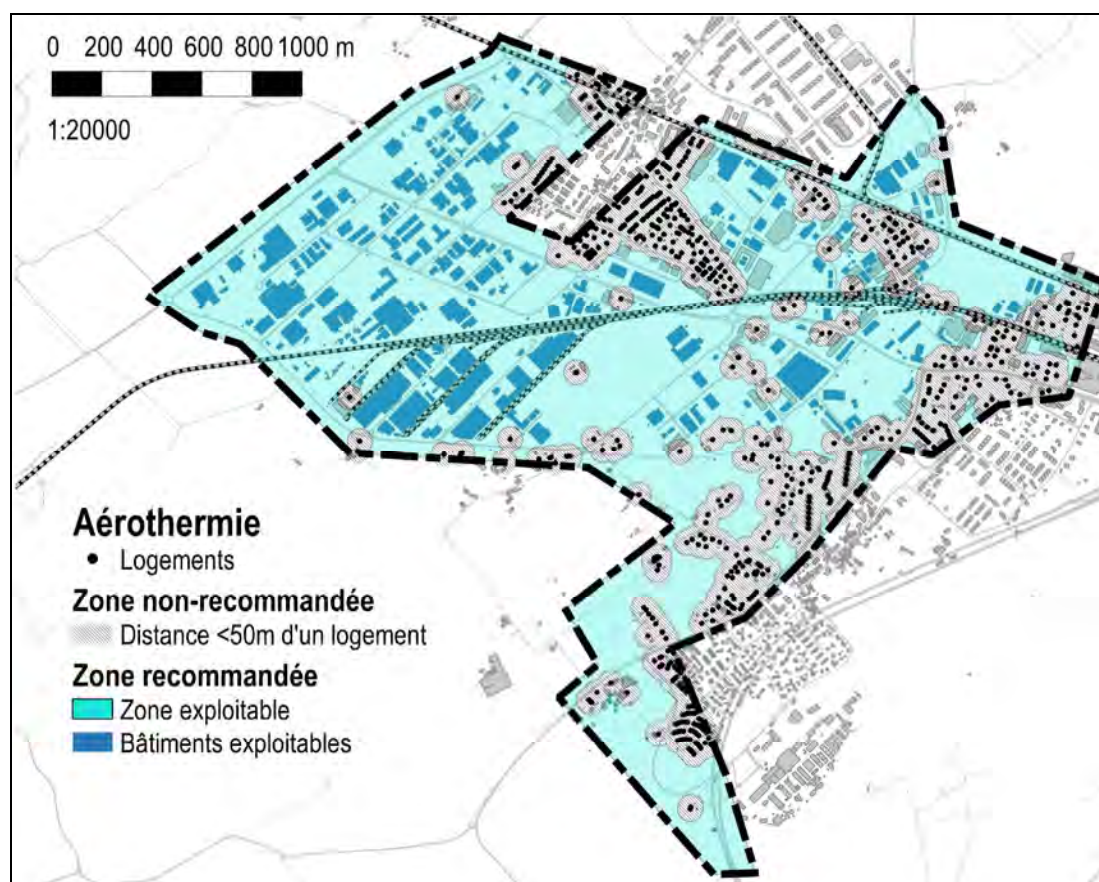 0 200 400 600 800 1000 m
1:20000
Aérothermie
Logements
Zone non-recommandée
Distance <50m d'un logement
Zone recommandée
Zone exploitable
Bâtiments exploitables